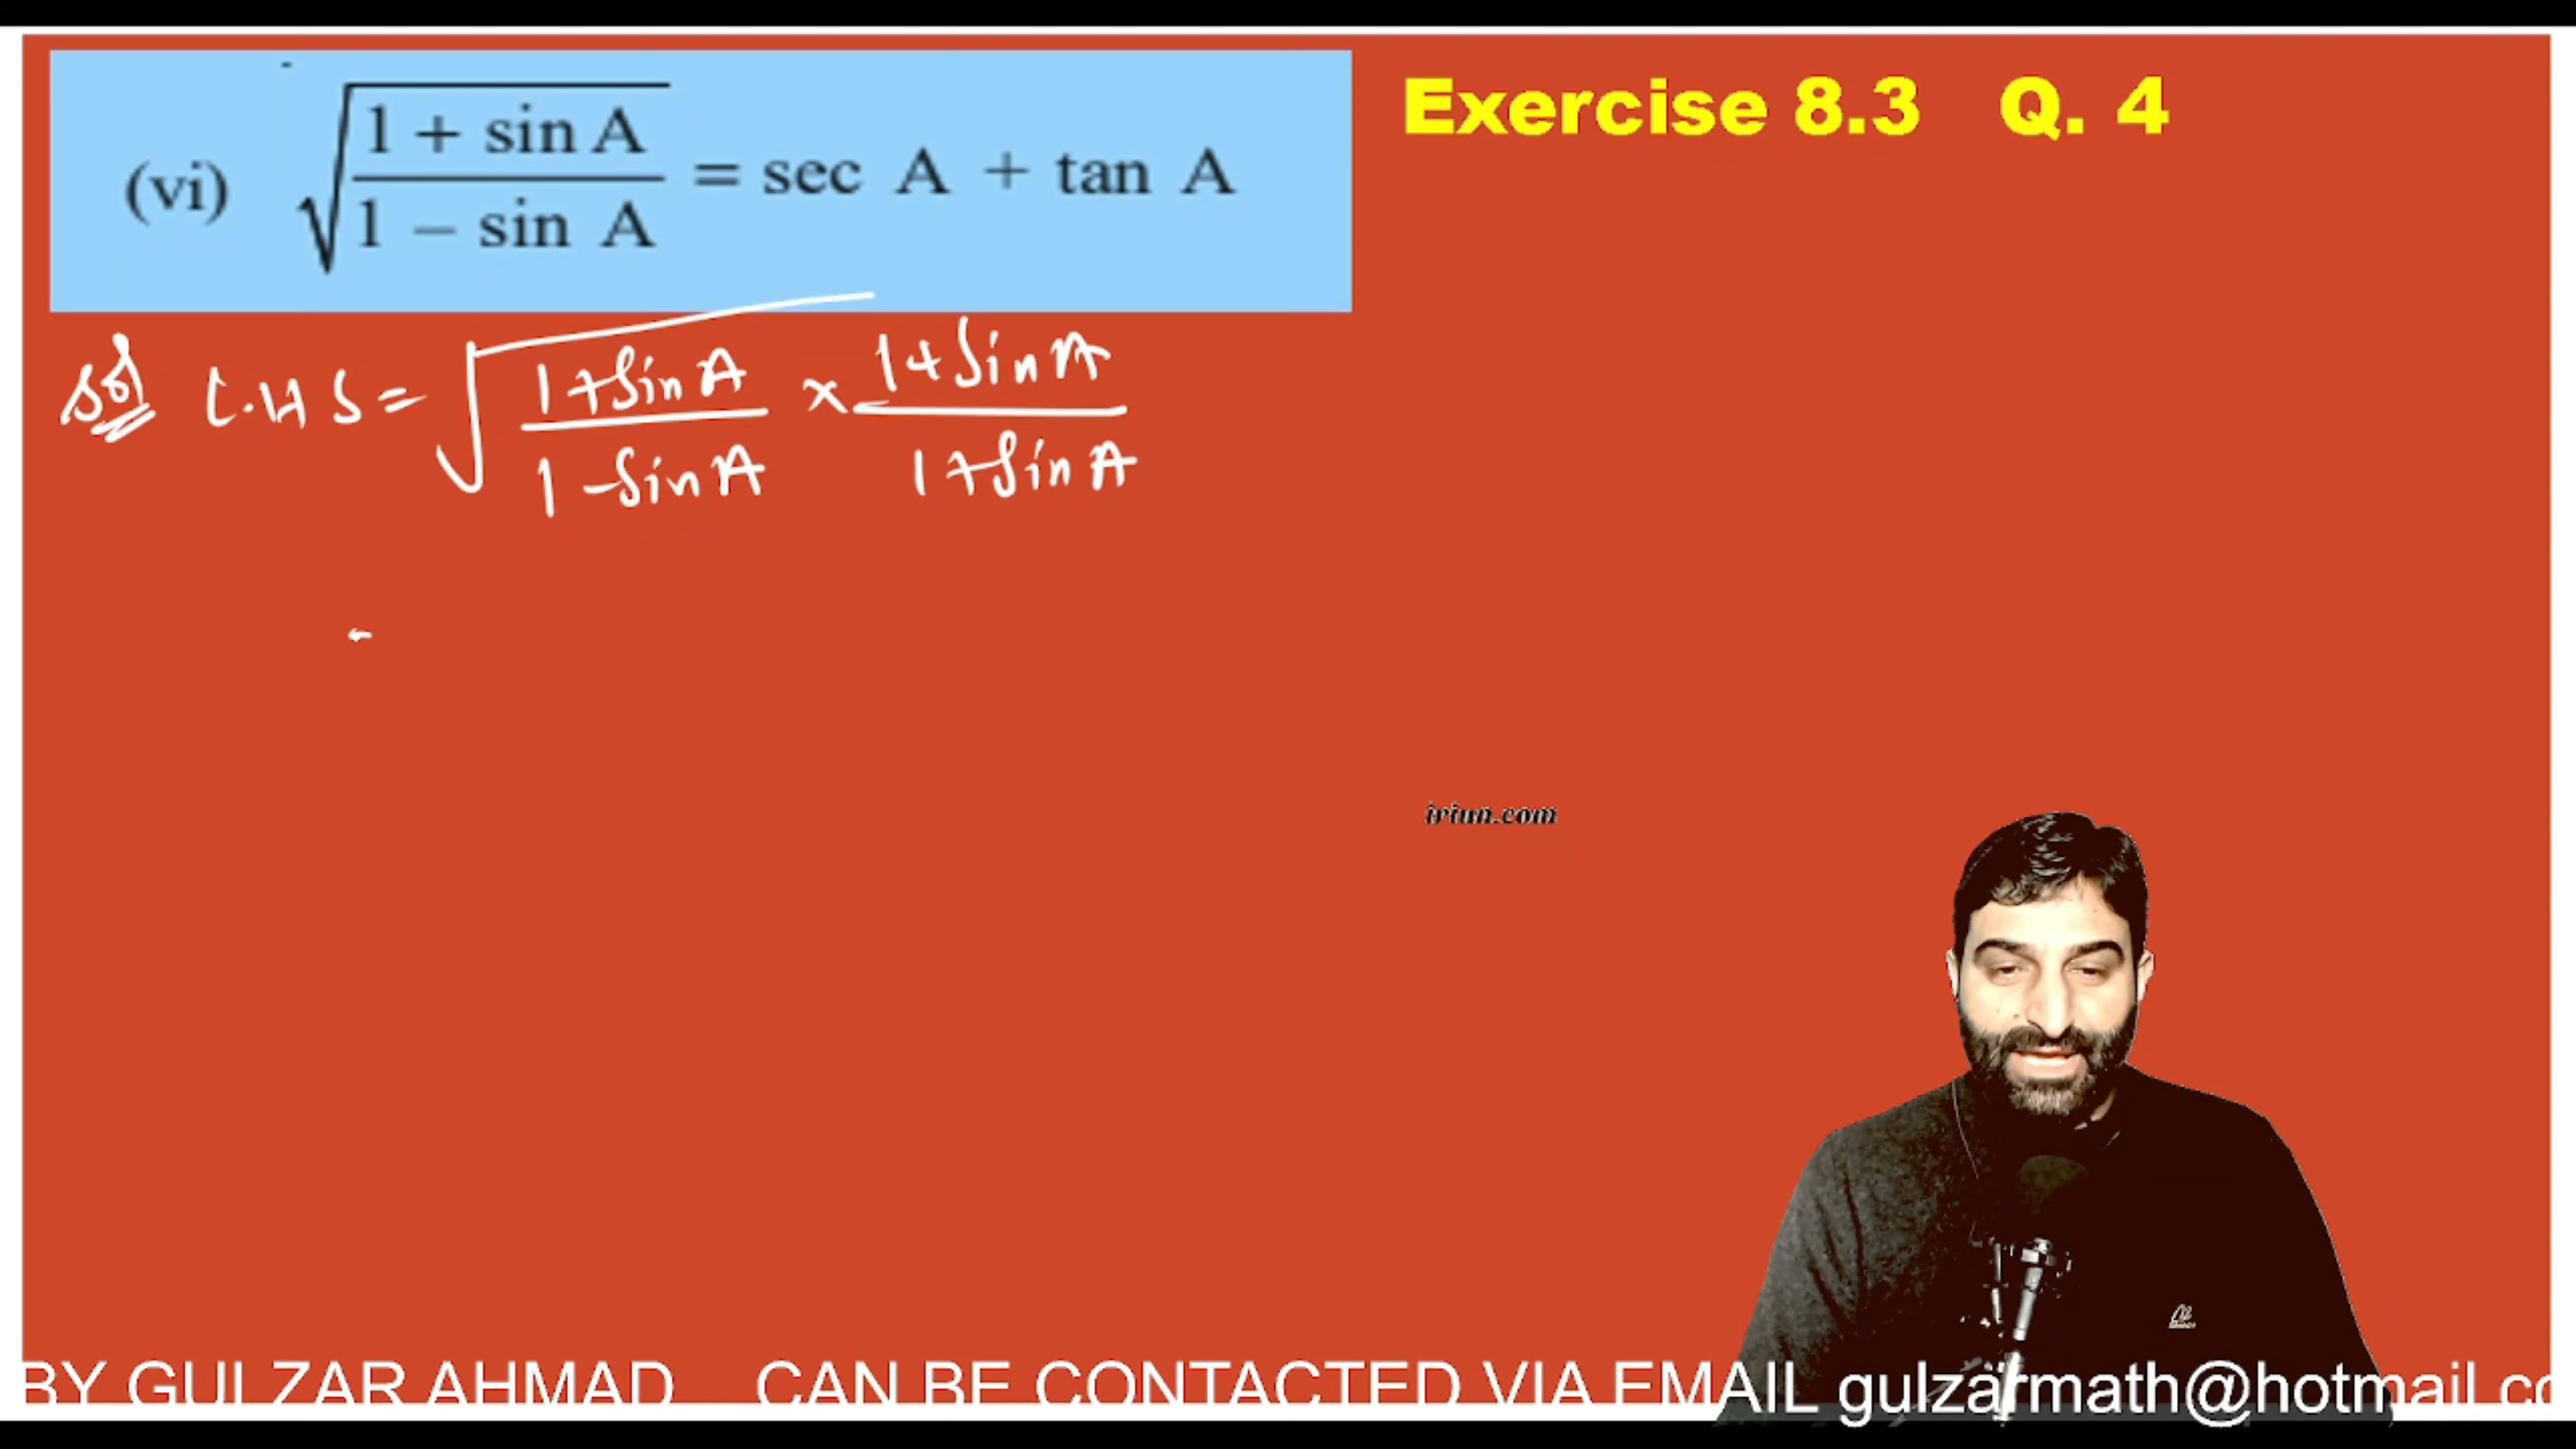 (vi) √((1 + sin A)/(1 – sin A)) = sec A + tan A
Exercise 8.3 Q. 4
Sol L.H S = √((1+SinA)/(1-SinA) × (1+SinA)/(1+SinA)
iriun.com
BY GULZAR AHMAD CAN BE CONTACTED VIA EMAIL gulzarmath@hotmail.co